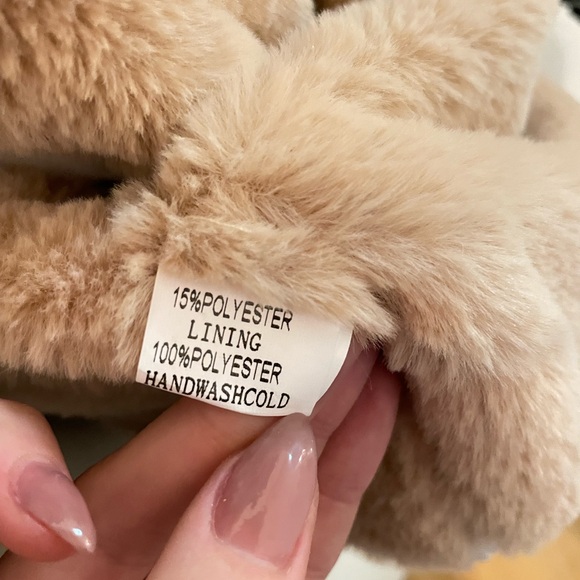 15%POLYESTER
LINING
100%POLYESTER
HANDWASHCOLD